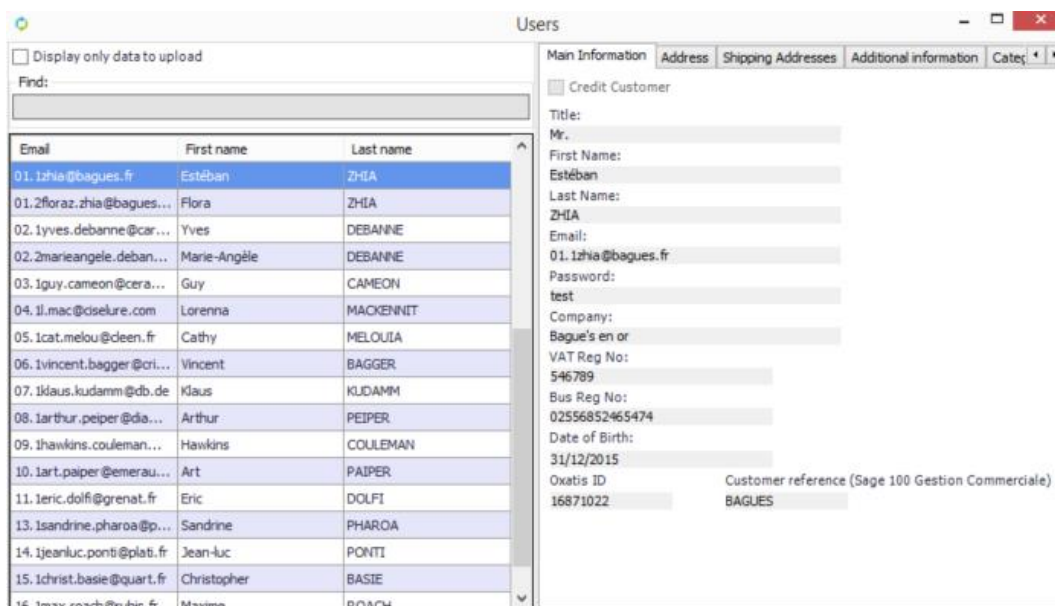 Users
Display only data to upload
Find:
Email First name Last name
01.1zhia@bagues.fr Estéban ZHIA
01.2floraz.zhia@bagues... Flora ZHIA
02.1yves.debanne@car... Yves DEBANNE
02.2marieangele.deban... Marie-Angèle DEBANNE
03.1guy.cameon@cera... Guy CAMEON
04.1l.mac@ciselure.com Lorenna MACKENNIT
05.1cat.melou@cleen.fr Cathy MELOUIA
06.1vincent.bagger@cri... Vincent BAGGER
07.1klaus.kudamm@db.de Klaus KUDAMM
08.1arthur.peiper@dia... Arthur PEIPER
09.1hawkins.couleman... Hawkins COULEMAN
10.1art.paiper@emerau... Art PAIPER
11.1eric.dolfi@grenat.fr Eric DOLFI
13.1sandrine.pharoa@p... Sandrine PHAROA
14.1jeanluc.ponti@plati.fr Jean-luc PONTI
15.1christ.basie@quart.fr Christopher BASIE
16.1max.roach@rubis.fr Maxime ROACH
Main Information Address Shipping Addresses Additional information Categ
Credit Customer
Title:
Mr.
First Name:
Estéban
Last Name:
ZHIA
Email:
01.1zhia@bagues.fr
Password:
test
Company:
Bague's en or
VAT Reg No:
546789
Bus Reg No:
02556852465474
Date of Birth:
31/12/2015
Oxatis ID Customer reference (Sage 100 Gestion Commerciale)
16871022 BAGUES